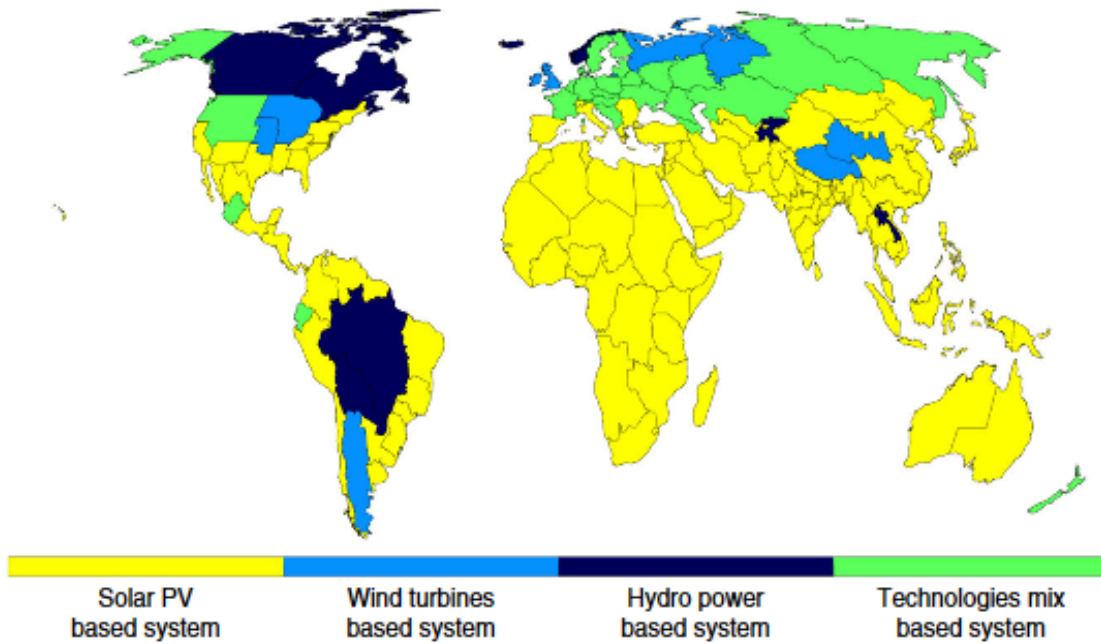 Solar PV
based system
Wind turbines
based system
Hydro power
based system
Technologies mix
based system